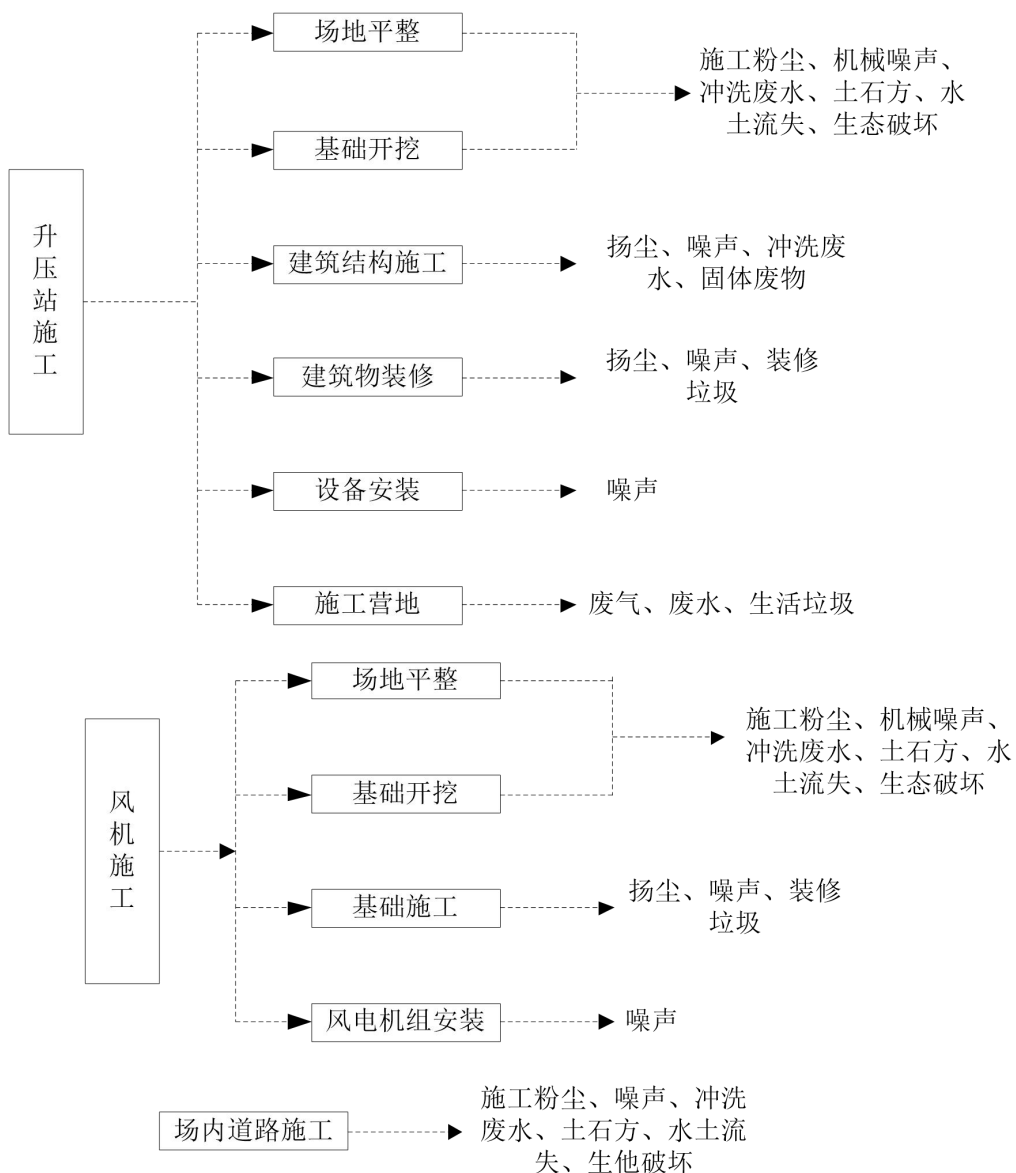 升压站施工
场地平整
基础开挖
施工粉尘、机械噪声、
冲洗废水、土石方、水
土流失、生态破坏
建筑结构施工
扬尘、噪声、冲洗废
水、固体废物
建筑物装修
扬尘、噪声、装修
垃圾
设备安装
噪声
施工营地
废气、废水、生活垃圾
风机施工
场地平整
基础开挖
施工粉尘、机械噪声、
冲洗废水、土石方、水
土流失、生态破坏
基础施工
扬尘、噪声、装修
垃圾
风电机组安装
噪声
场内道路施工
施工粉尘、噪声、冲洗
废水、土石方、水土流
失、生他破坏